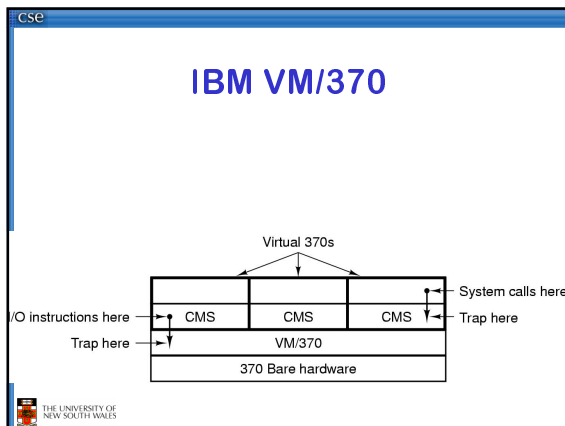 cse
IBM VM/370
Virtual 370s
System calls here
I/O instructions here
CMS
CMS
CMS
Trap here
Trap here
VM/370
370 Bare hardware
THE UNIVERSITY OF
NEW SOUTH WALES